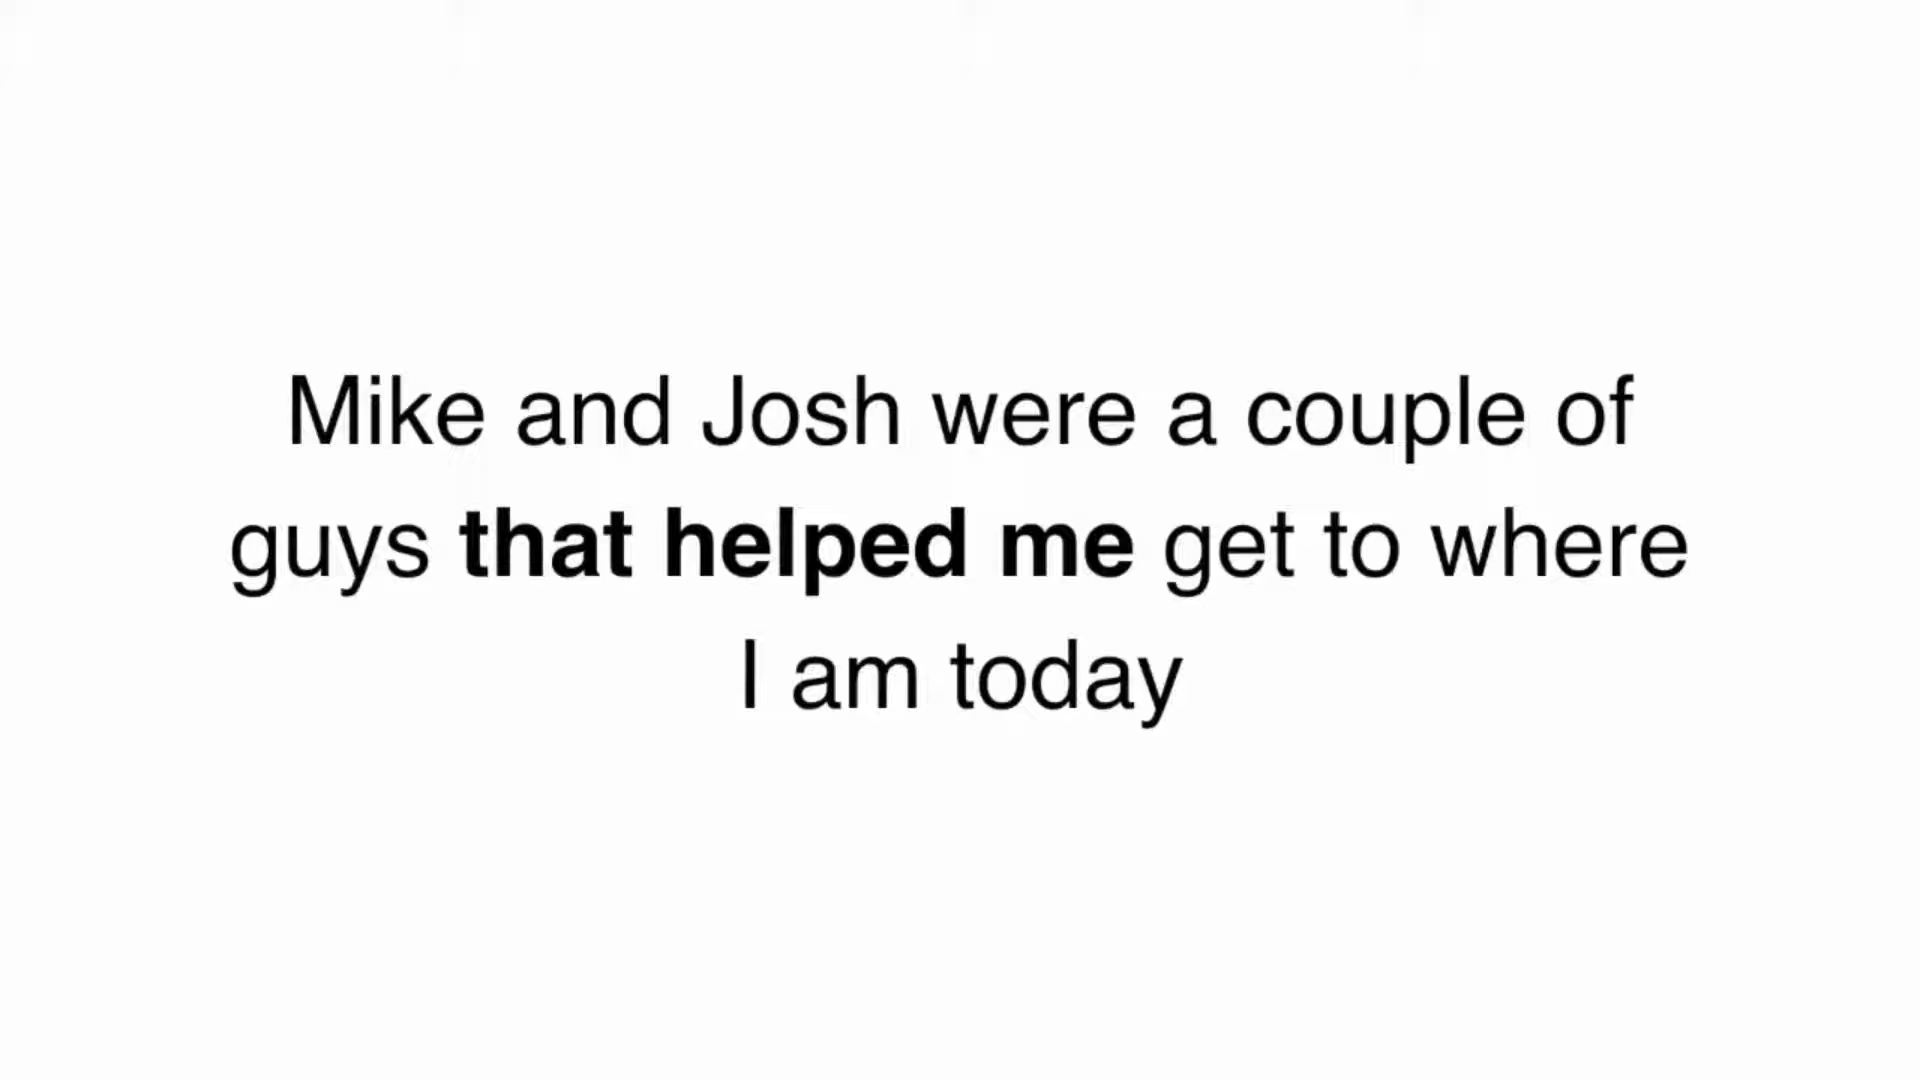 Mike and Josh were a couple of
guys that helped me get to where
I am today